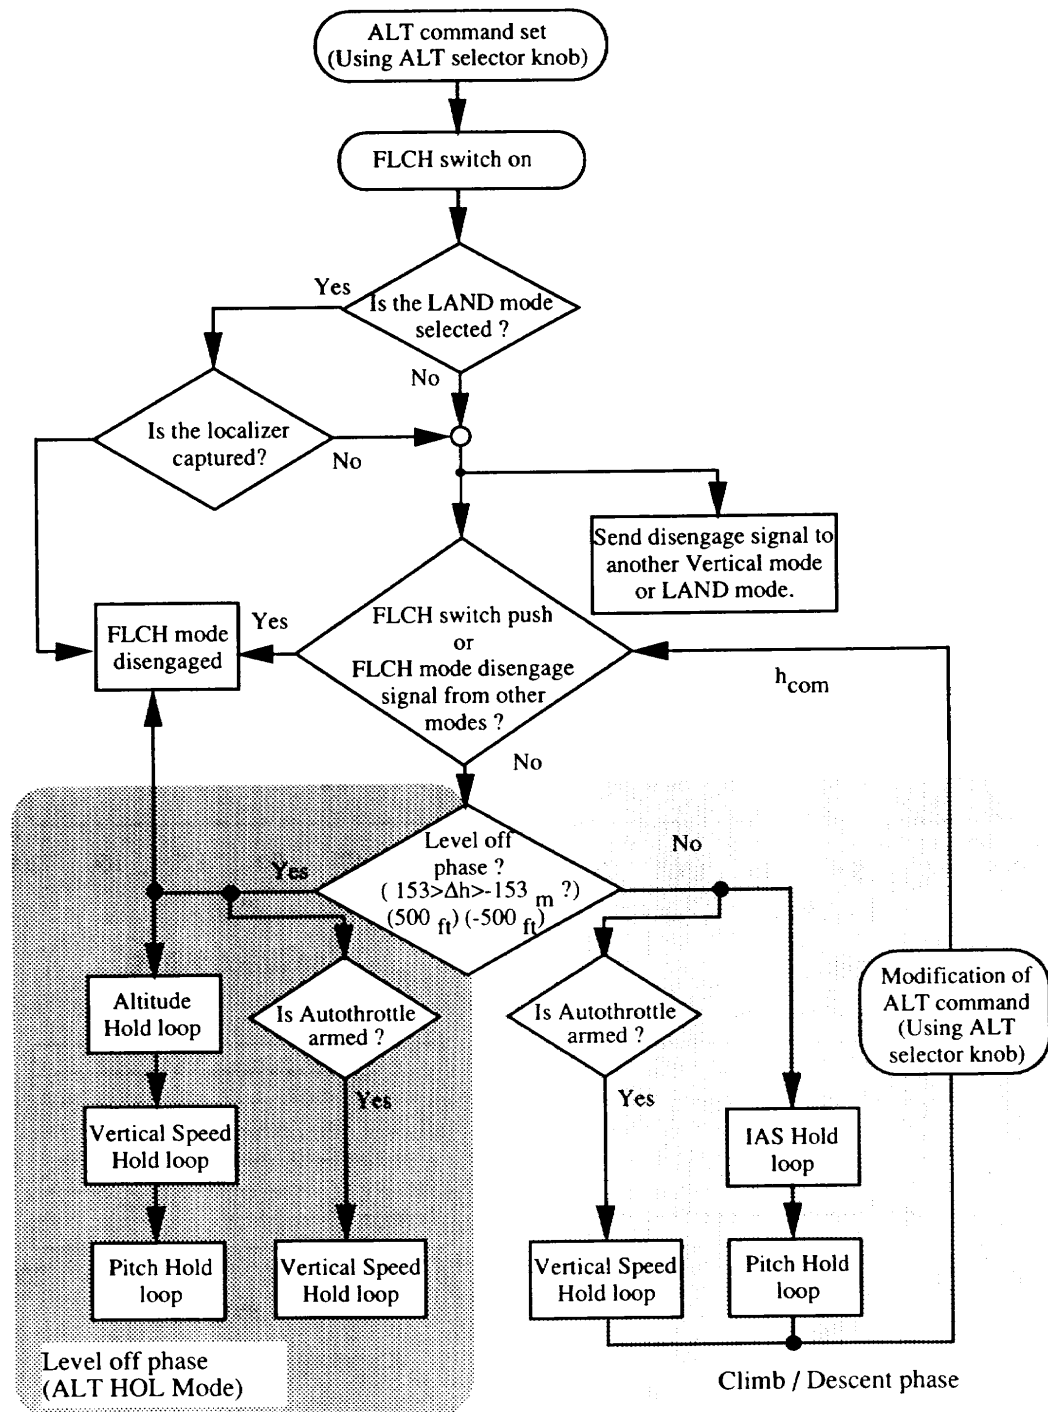 ALT command set
(Using ALT selector knob)
FLCH switch on
Yes
Is the LAND mode
selected ?
No
Is the localizer
captured?
No
Send disengage signal to
another Vertical mode
or LAND mode.
FLCH mode
disengaged
Yes
FLCH switch push
or
FLCH mode disengage
signal from other
modes ?
h com
No
Level off
phase ?
( 153>Δh>-153 m ?)
(500 ft) (-500 ft)
Yes
No
Altitude
Hold loop
Is Autothrottle
armed ?
Is Autothrottle
armed ?
Modification of
ALT command
(Using ALT
selector knob)
Yes
Yes
Vertical Speed
Hold loop
IAS Hold
loop
Pitch Hold
loop
Vertical Speed
Hold loop
Vertical Speed
Hold loop
Pitch Hold
loop
Level off phase
(ALT HOL Mode)
Climb / Descent phase